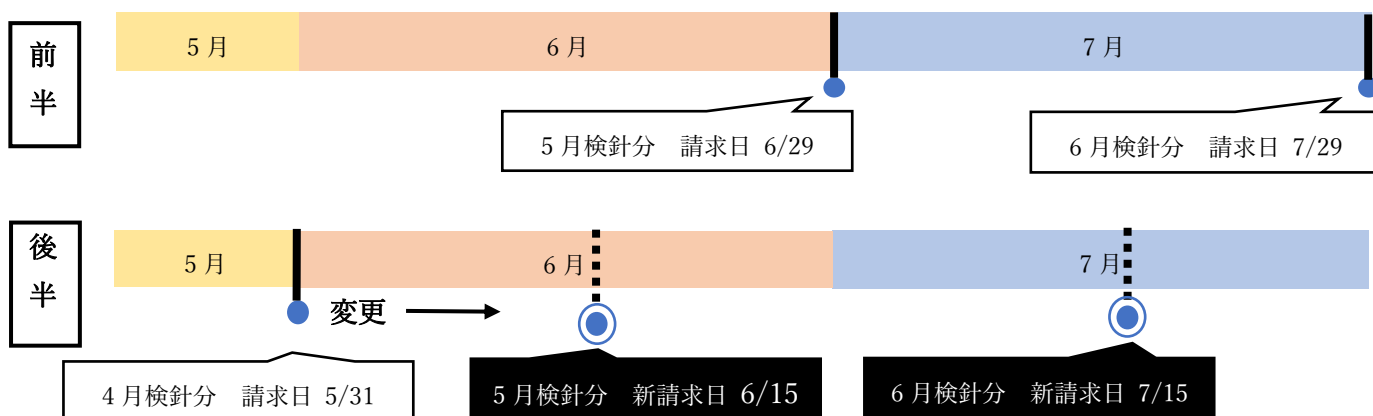 前半
5月 6月 7月
5月検針分 請求日 6/29
6月検針分 請求日 7/29
後半
5月 6月 7月
変更
4月検針分 請求日 5/31
5月検針分 新請求日 6/15
6月検針分 新請求日 7/15